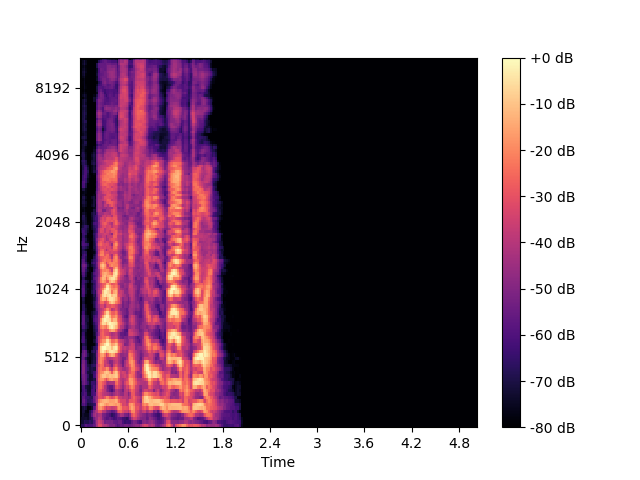 +0 dB
8192
-10 dB
4096
-20 dB
-30 dB
2048
Hz
-40 dB
1024
-50 dB
512
-60 dB
-70 dB
0
-80 dB
0 0.6 1.2 1.8 2.4 3 3.6 4.2 4.8
Time